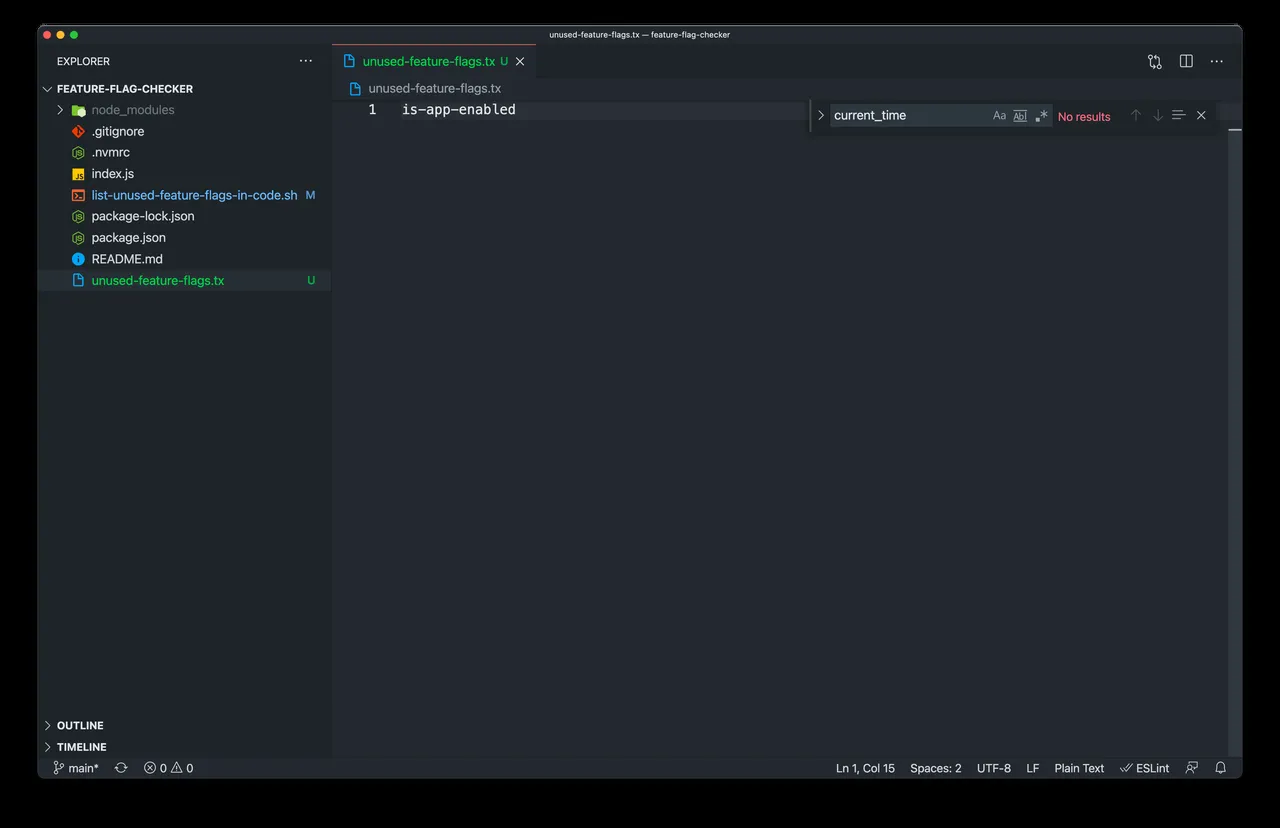 unused-feature-flags.tx — feature-flag-checker
EXPLORER
FEATURE-FLAG-CHECKER
node_modules
.gitignore
.nvmrc
index.js
list-unused-feature-flags-in-code.sh M
package-lock.json
package.json
README.md
unused-feature-flags.tx U
OUTLINE
TIMELINE
unused-feature-flags.tx U
unused-feature-flags.tx
1 is-app-enabled
current_time Aa Abl .* No results
main* 0 0 Ln 1, Col 15 Spaces: 2 UTF-8 LF Plain Text ESLint